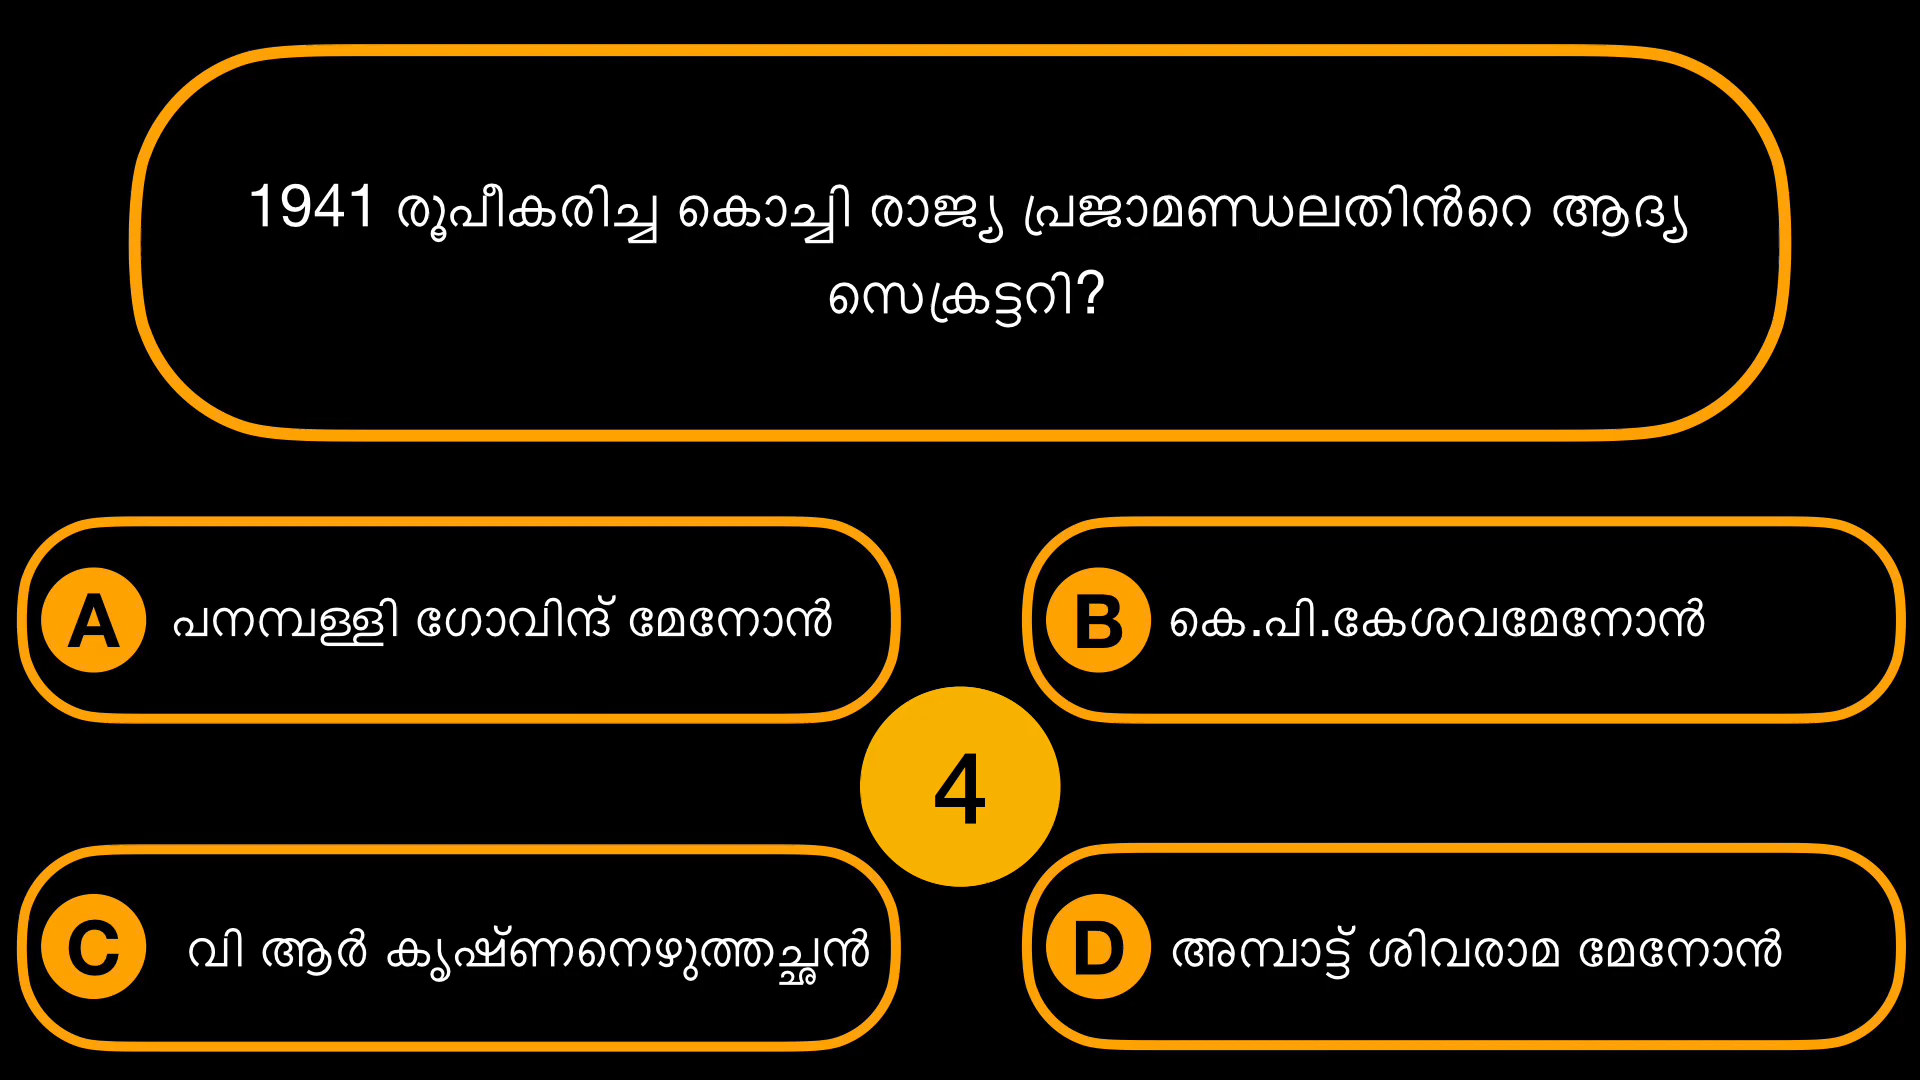 1941 രൂപീകരിച്ച കൊച്ചി രാജ്യ പ്രജാമണ്ഡലതിൻറെ ആദ്യ
സെക്രട്ടറി?
A പനമ്പള്ളി ഗോവിന്ദ് മേനോൻ
B കെ.പി.കേശവമേനോൻ
4
C വി ആർ കൃഷ്ണനെഴുത്തച്ഛൻ
D അമ്പാട്ട് ശിവരാമ മേനോൻ